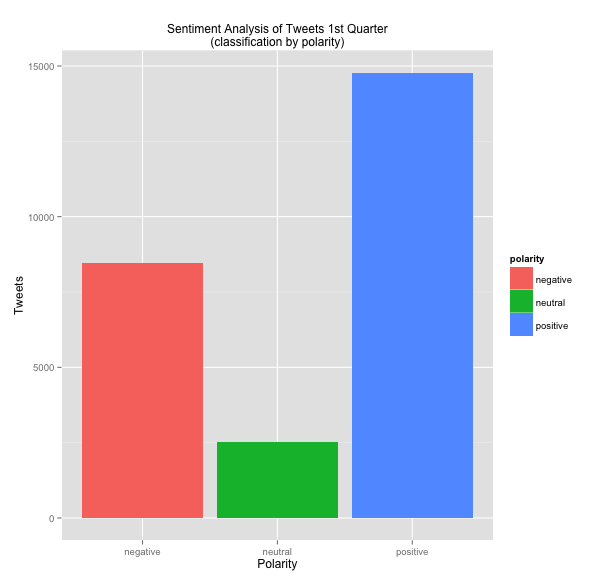 Sentiment Analysis of Tweets 1st Quarter
(classification by polarity)
Tweets
15000
10000
5000
0
negative
neutral
positive
Polarity
polarity
negative
neutral
positive